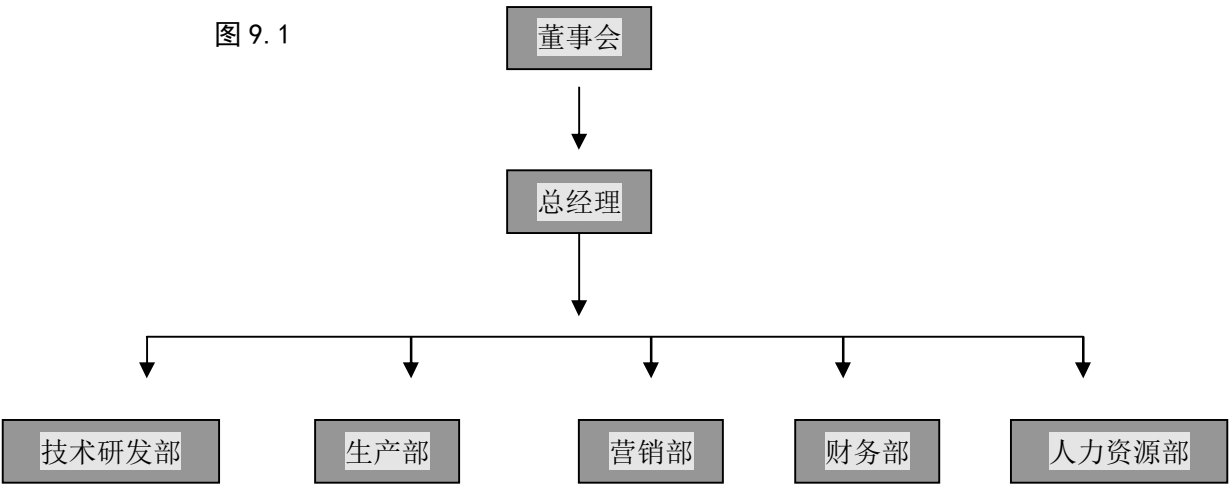 图 9.1
董事会
总经理
技术研发部
生产部
营销部
财务部
人力资源部